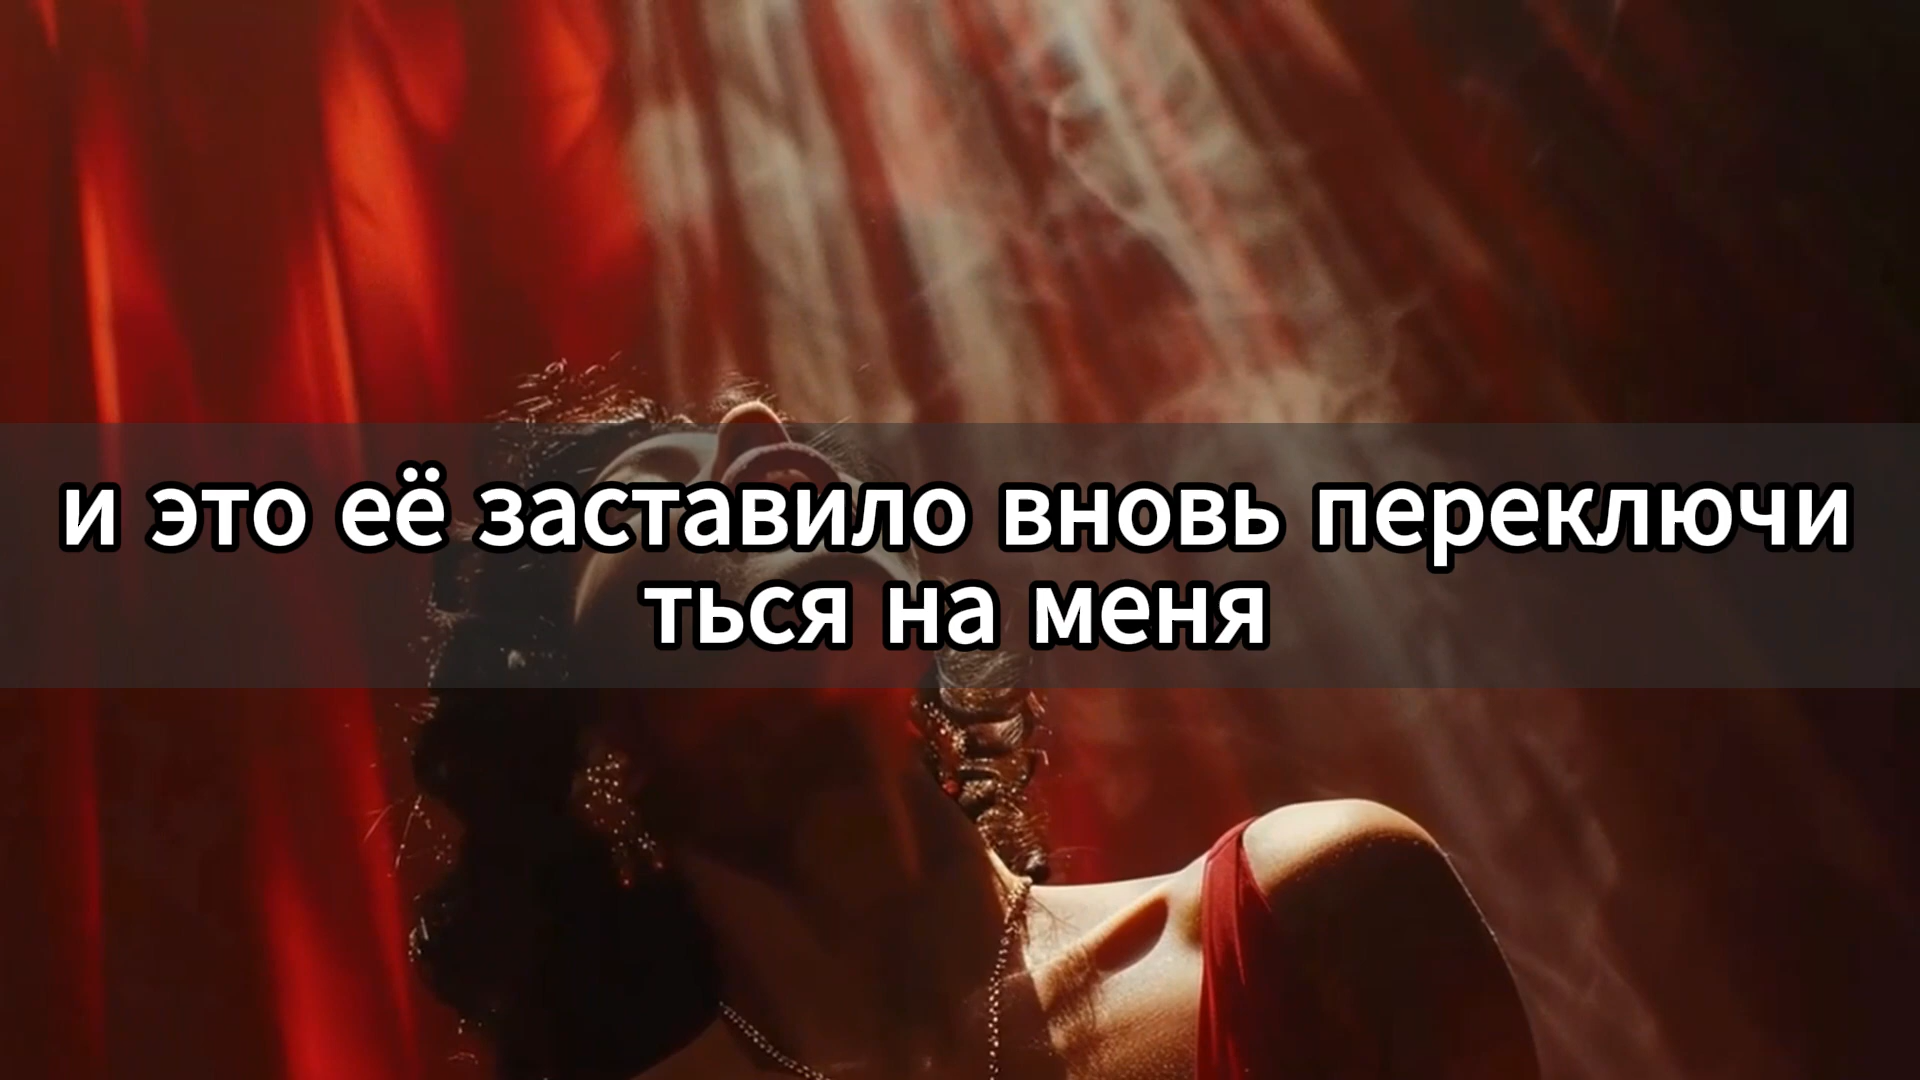 и это её заставило вновь переключи
ться на меня